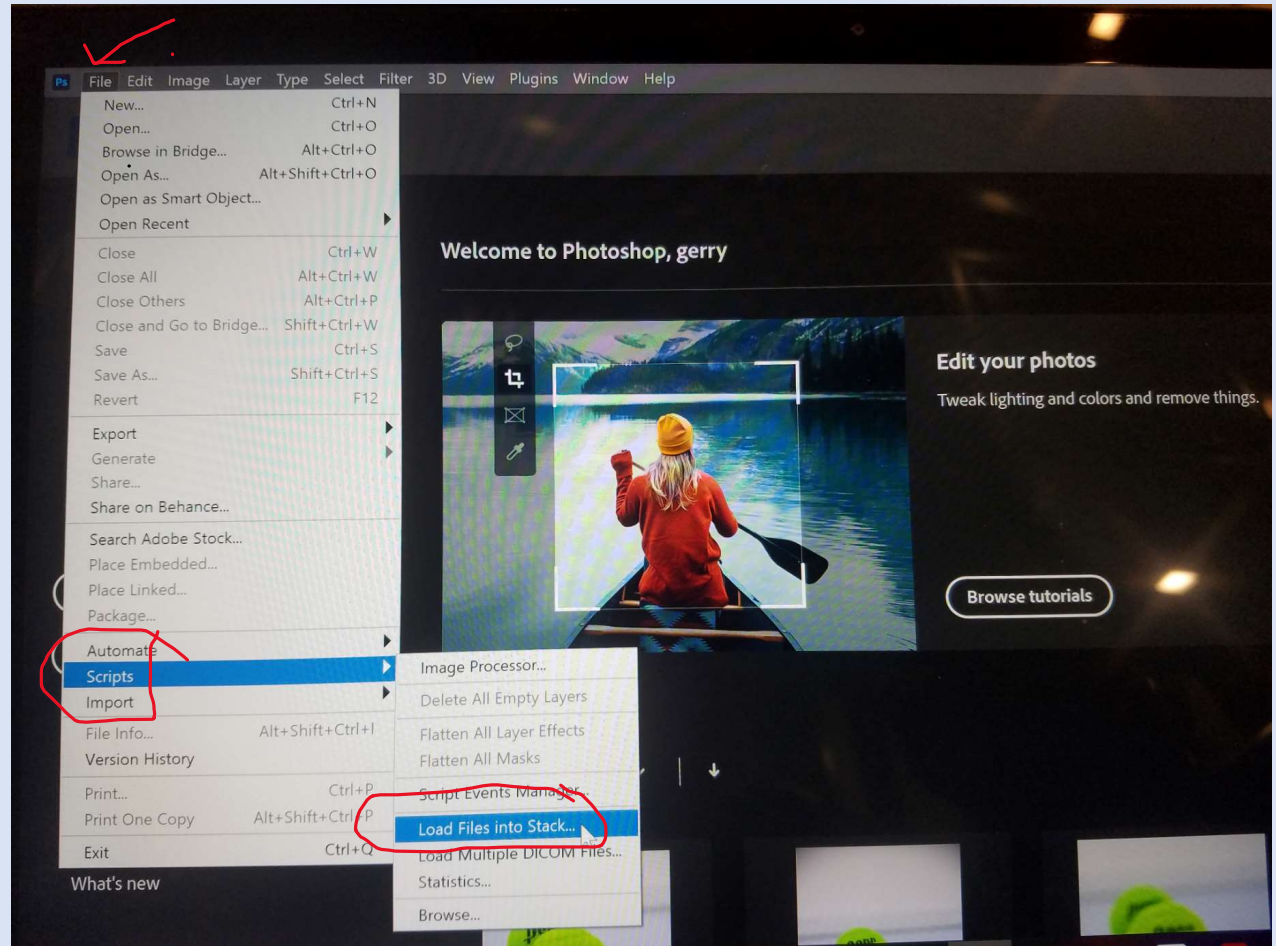 Ps File Edit Image Layer Type Select Filter 3D View Plugins Window Help
New... Ctrl+N
Open... Ctrl+O
Browse in Bridge... Alt+Ctrl+O
Open As... Alt+Shift+Ctrl+O
Open as Smart Object...
Open Recent
Close Ctrl+W
Close All Alt+Ctrl+W
Close Others Alt+Ctrl+P
Close and Go to Bridge... Shift+Ctrl+W
Save Ctrl+S
Save As... Shift+Ctrl+S
Revert F12
Export
Generate
Share...
Share on Behance...
Search Adobe Stock...
Place Embedded...
Place Linked...
Package...
Automate
Scripts
Import
File Info... Alt+Shift+Ctrl+I
Version History
Print... Ctrl+P
Print One Copy Alt+Shift+Ctrl+P
Exit Ctrl+Q
What's new
Image Processor...
Delete All Empty Layers
Flatten All Layer Effects
Flatten All Masks
Script Events Manager...
Load Files into Stack...
Load Multiple DICOM Files...
Statistics...
Browse...
Welcome to Photoshop, gerry
Edit your photos
Tweak lighting and colors and remove things.
Browse tutorials